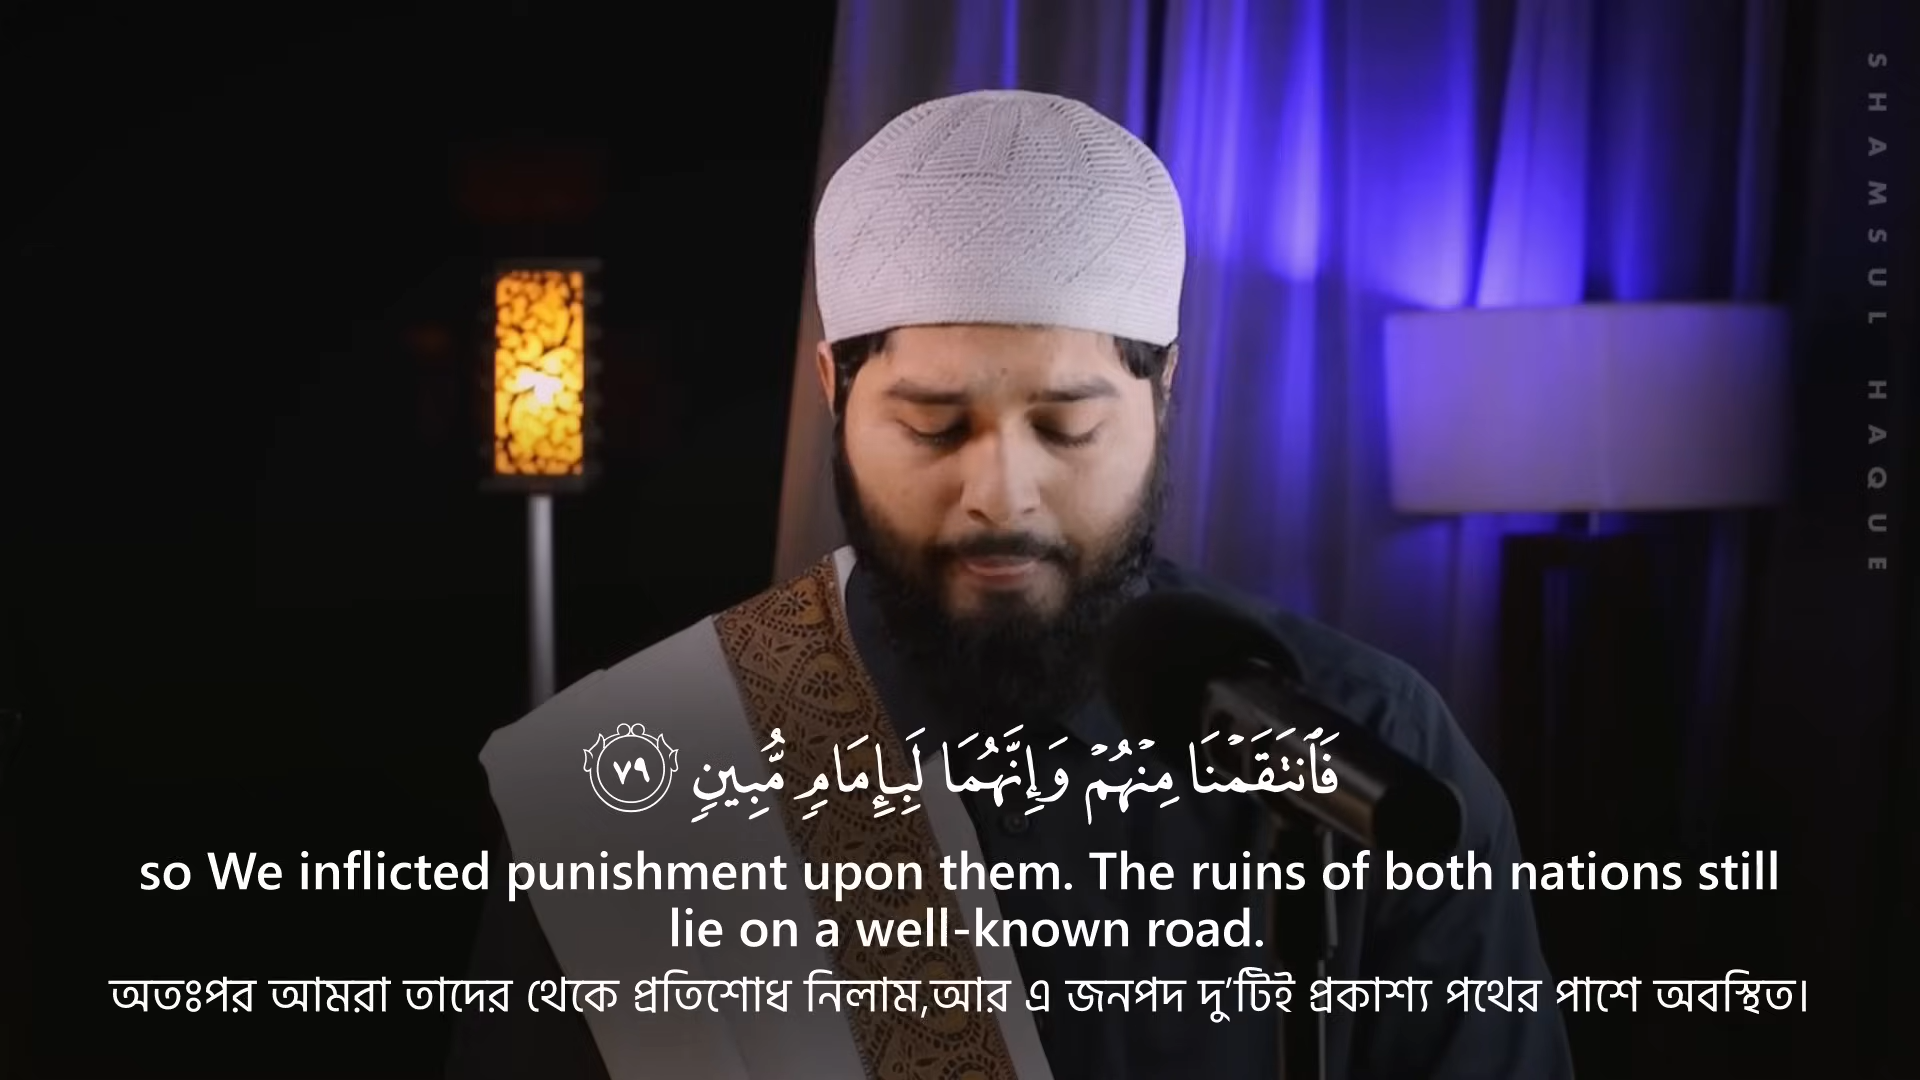 SHAMSUL HAQUE
فَٱنتَقَمۡنَا مِنۡهُمۡ وَإِنَّهُمَا لَبِإِمَامٖ مُّبِينٖ ٧٩
so We inflicted punishment upon them. The ruins of both nations still
lie on a well-known road.
অতঃপর আমরা তাদের থেকে প্রতিশোধ নিলাম,আর এ জনপদ দু’টিই প্রকাশ্য পথের পাশে অবস্থিত।